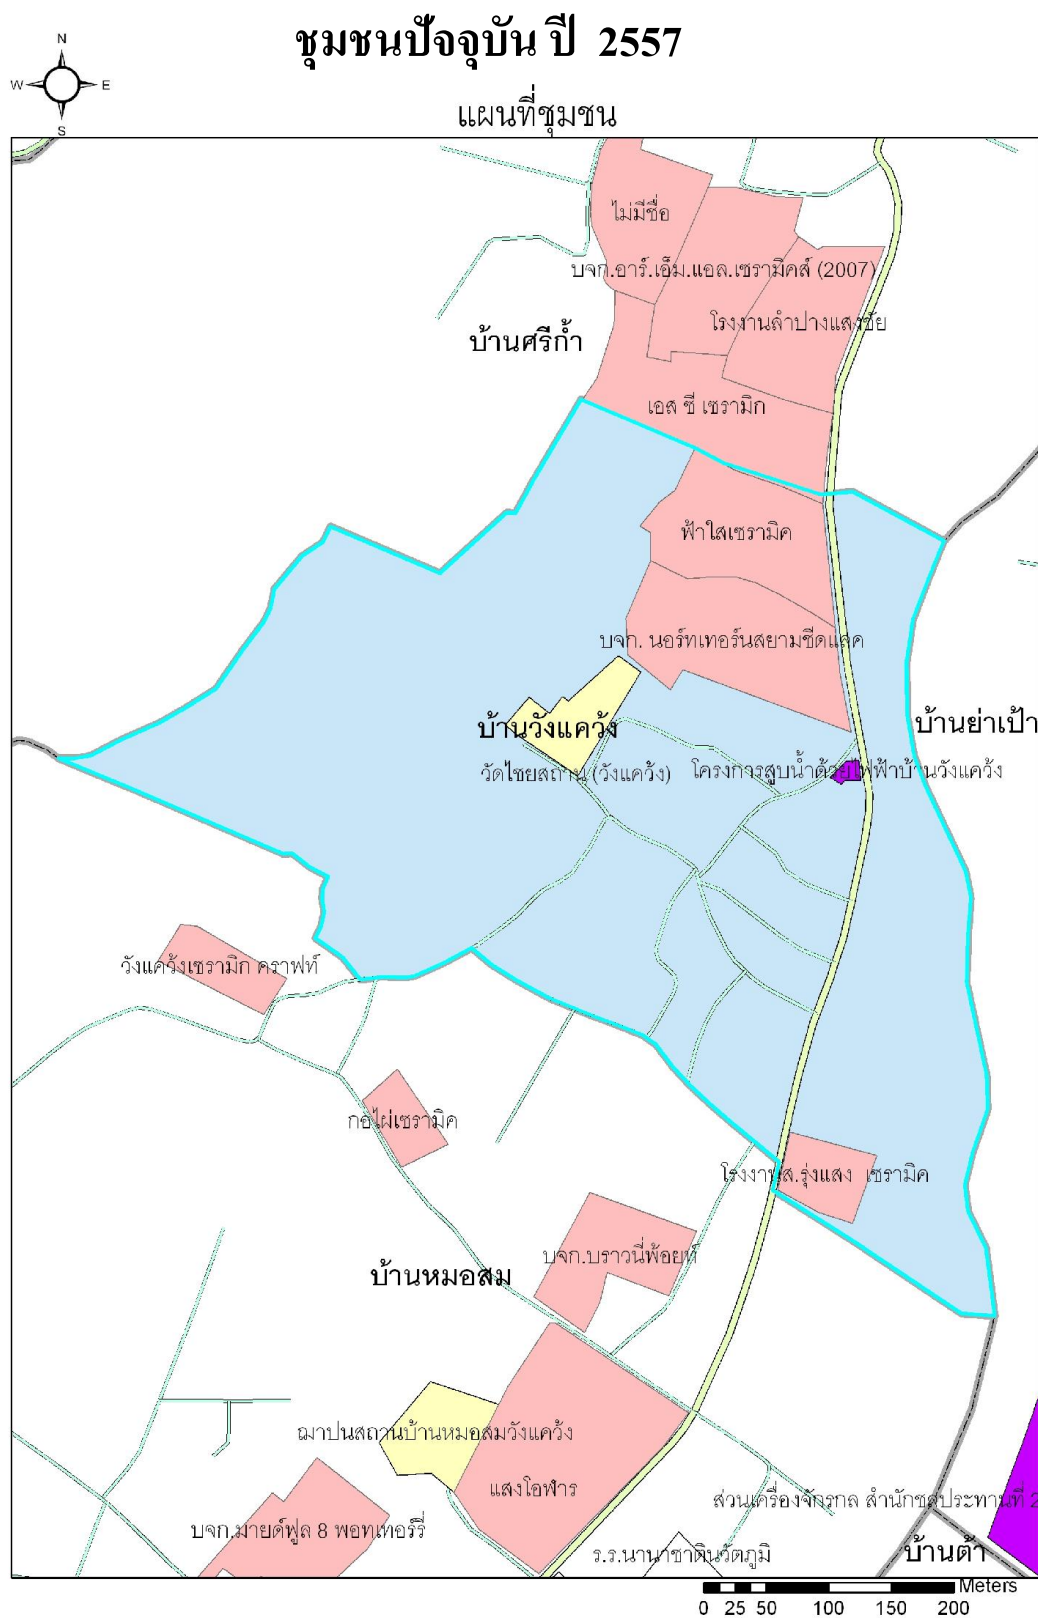 ชุมชนปัจจุบัน ปี 2557
N
W E
S
แผนที่ชุมชน
ไม่มีชื่อ
บจก.อาร์.เอ็ม.แอล.เซรามิคส์ (2007)
โรงงานลำปางแสงชัย
บ้านศรีก้ำ
เอส ซี เซรามิก
ฟ้าใสเซรามิค
บจก. นอร์ทเทอร์นสยามซีดแลค
บ้านวังแคว้ง
บ้านย่าเป้า
วัดไชยสถาน (วังแคว้ง)
โครงการสูบน้ำด้วยไฟฟ้าบ้านวังแคว้ง
วังแคว้งเซรามิก คราฟท์
กอไผ่เซรามิค
โรงงานส.รุ่งแสง เซรามิค
บจก.บราวนี่พ้อยท์
บ้านหมอสม
ฌาปนสถานบ้านหมอสมวังแคว้ง
แสงโอฬาร
ส่วนเครื่องจักรกล สำนักชลประทานที่ 2
บจก.มายด์ฟูล 8 พอทเทอร์รี่
ร.ร.นานาชาตินวัตภูมิ
บ้านต้า
Meters
0 25 50 100 150 200